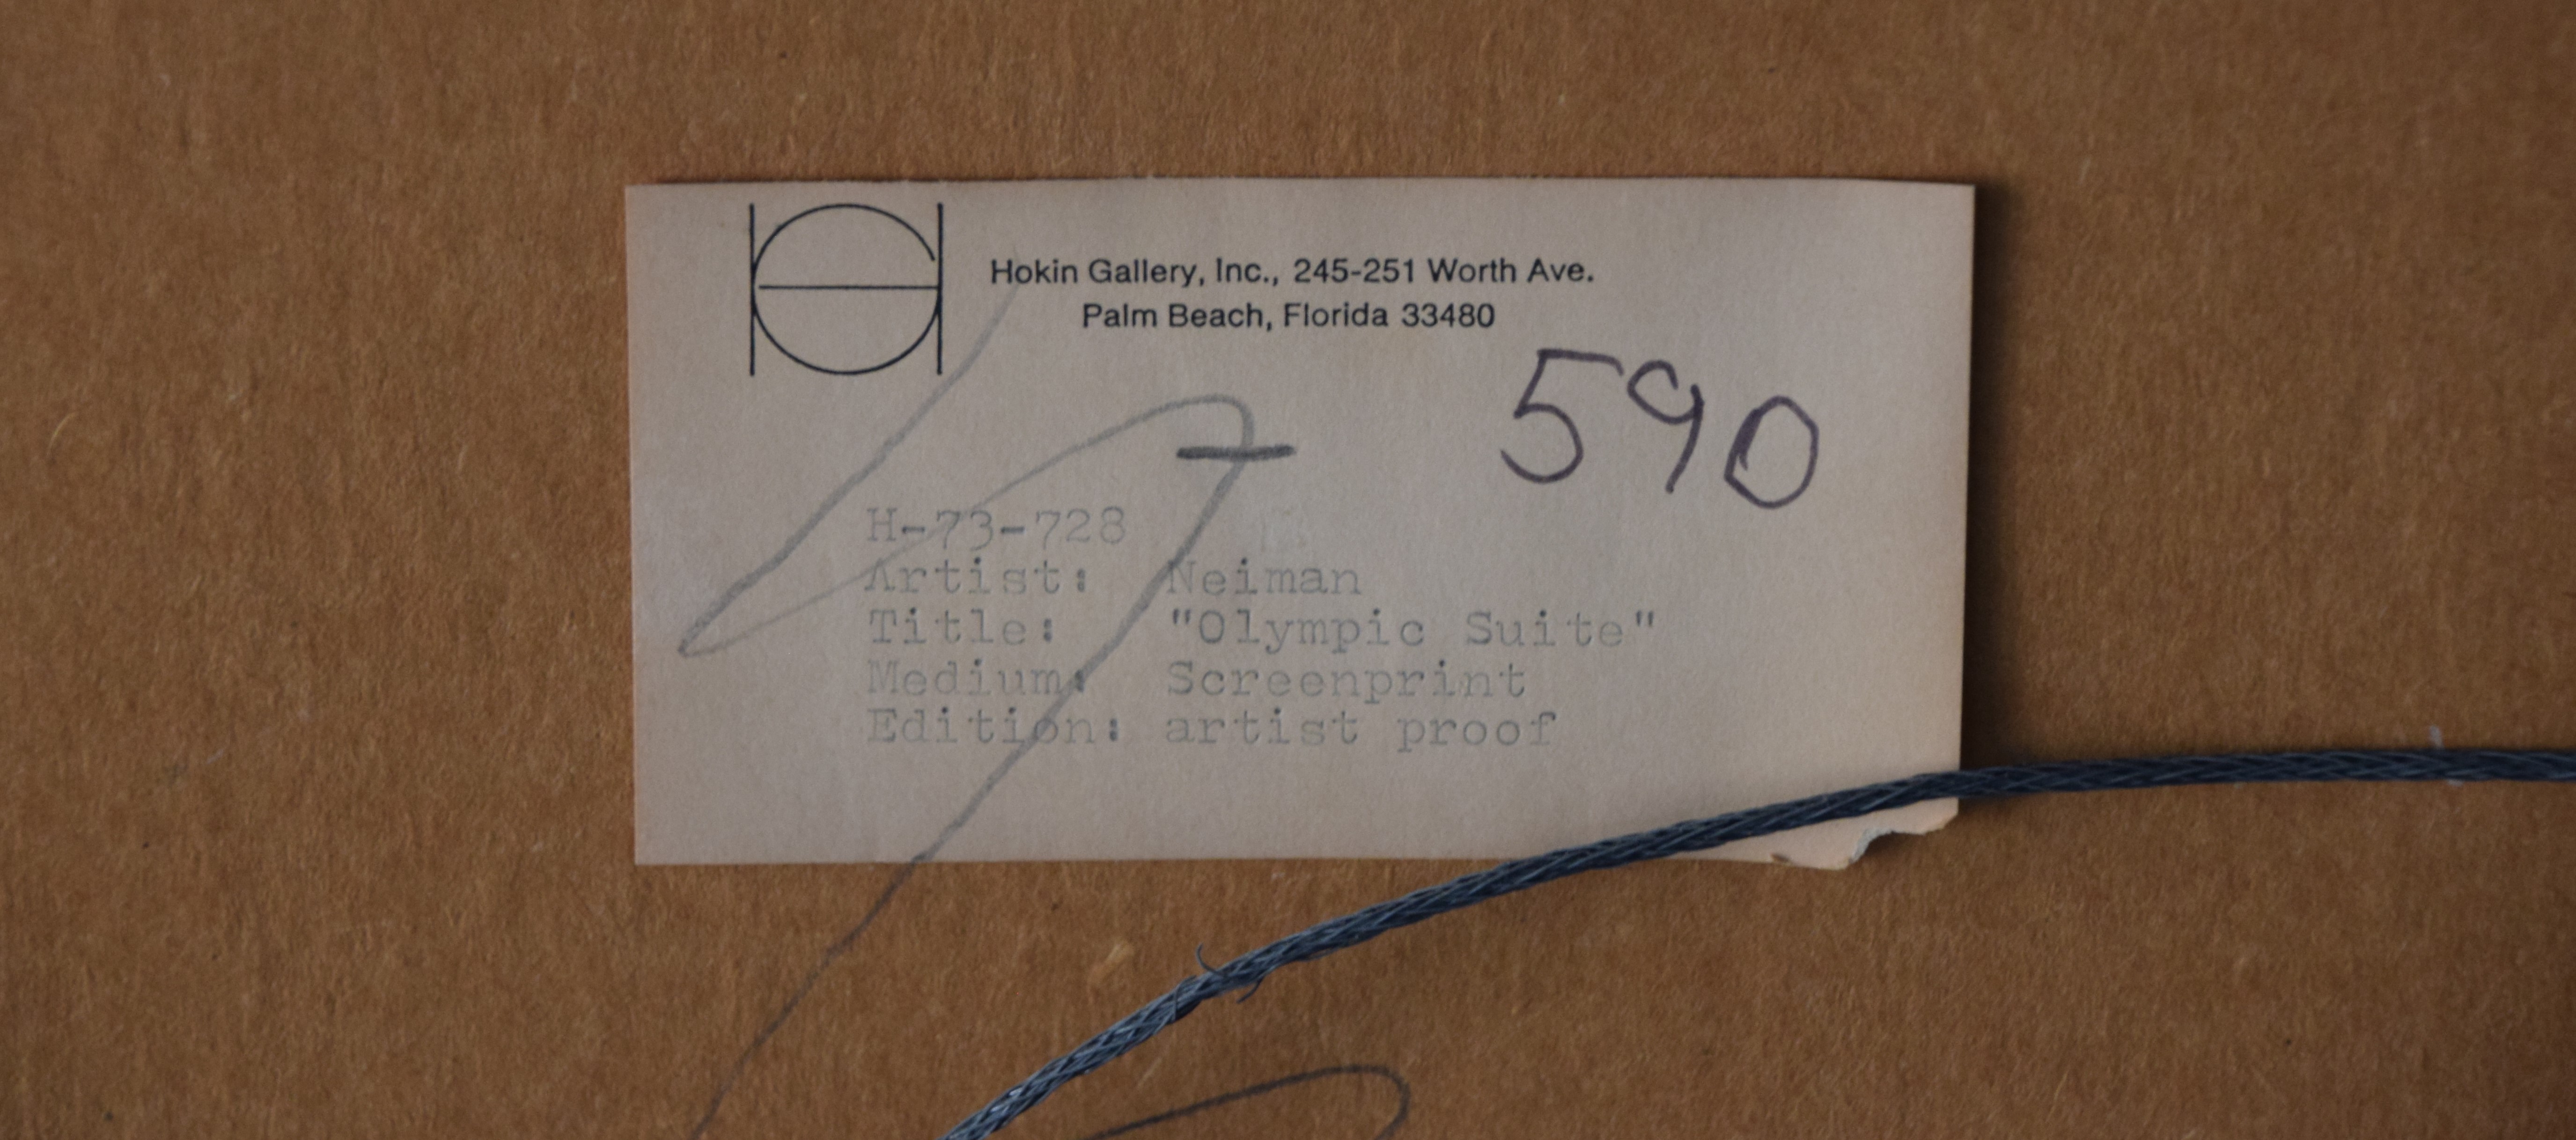 Hokin Gallery, Inc., 245-251 Worth Ave.
Palm Beach, Florida 33480
590
H-73-728
Artist: Neiman
Title: "Olympic Suite"
Medium: Screenprint
Edition: artist proof